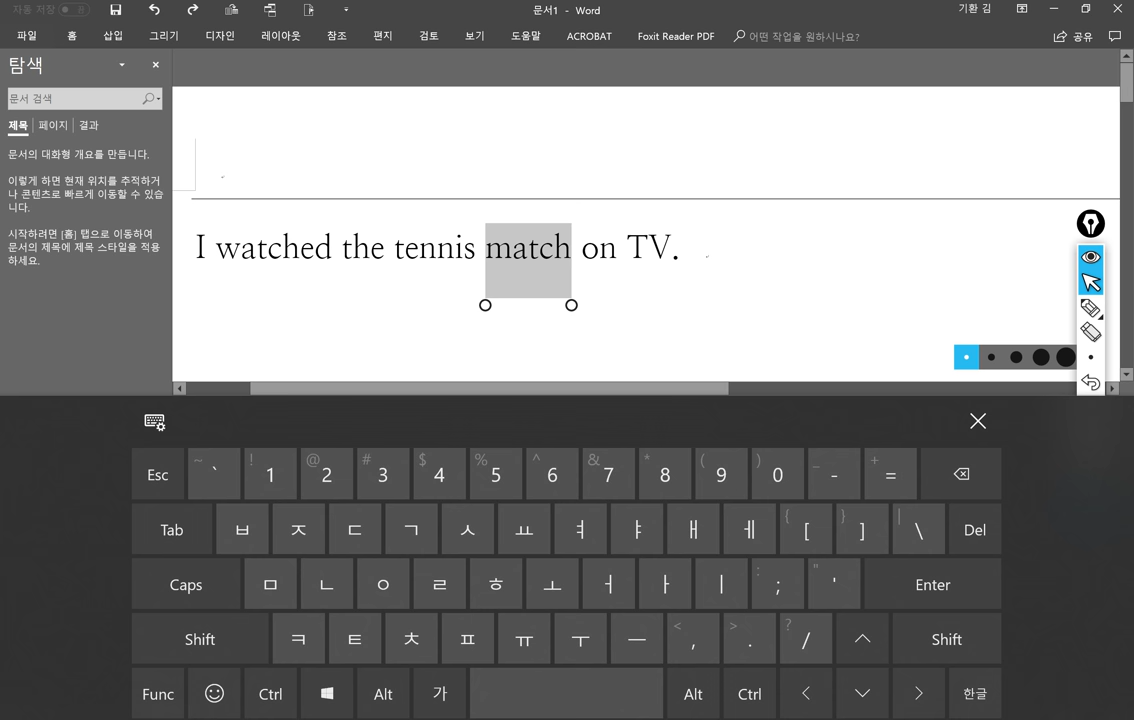 자동 저장 끔 문서1 - Word 기환 김
파일 홈 삽입 그리기 디자인 레이아웃 참조 편지 검토 보기 도움말 ACROBAT Foxit Reader PDF 어떤 작업을 원하시나요? 공유
탐색
문서 검색
제목 페이지 결과
문서의 대화형 개요를 만듭니다.
이렇게 하면 현재 위치를 추적하거
나 콘텐츠로 빠르게 이동할 수 있습
니다.
시작하려면 [홈] 탭으로 이동하여
문서의 제목에 제목 스타일을 적용
하세요.
I watched the tennis match on TV.
Esc ~ ` ! 1 @ 2 # 3 $ 4 % 5 ^ 6 & 7 * 8 ( 9 ) 0 _ - + =
Tab ㅂ ㅈ ㄷ ㄱ ㅅ ㅛ ㅕ ㅑ ㅐ ㅔ { [ } ] | \ Del
Caps ㅁ ㄴ ㅇ ㄹ ㅎ ㅗ ㅓ ㅏ ㅣ : ; " ' Enter
Shift ㅋ ㅌ ㅊ ㅍ ㅠ ㅜ ㅡ < , > . ? / Shift
Func Ctrl Alt 가 Alt Ctrl 한글